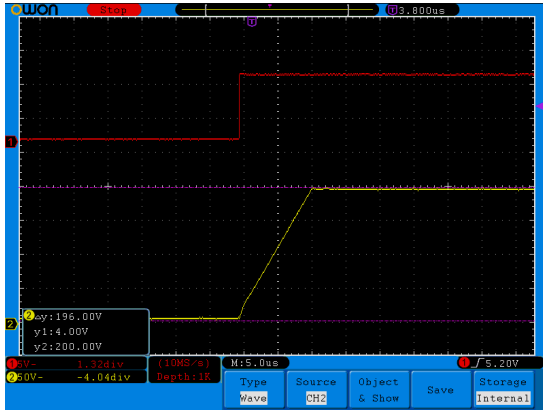 owon Stop T 3.800us
T
1
2
2 △y:196.00V
y1:4.00V
y2:200.00V
1 5V~ 1.32div (10MS/s) M:5.0us 1 5.20V
2 50V~ -4.04div Depth:1K
Type Source Object Save Storage
Wave CH2 & Show Internal